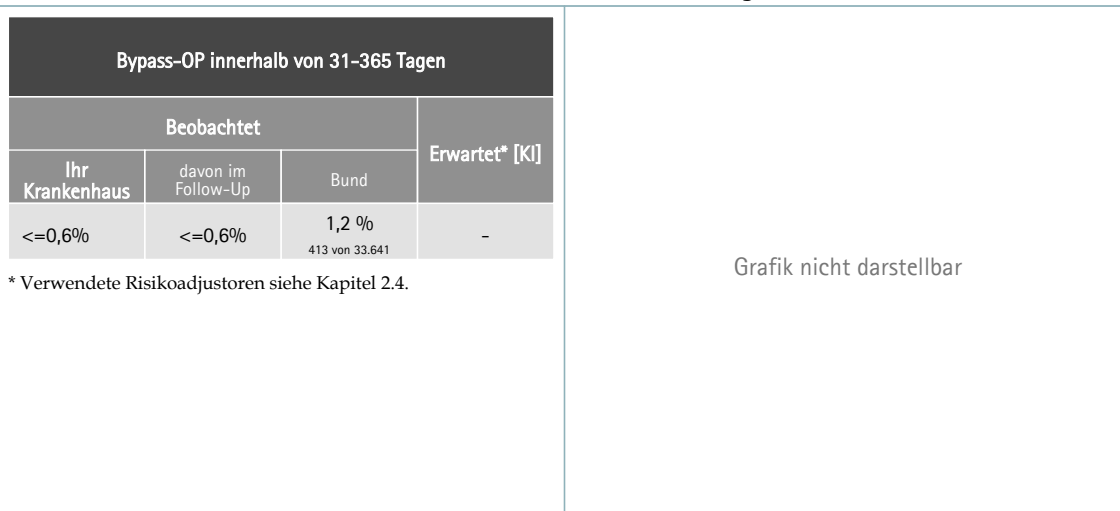 Bypass-OP innerhalb von 31-365 Tagen
Beobachtet
Erwartet* [KI]
Ihr
Krankenhaus
davon im
Follow-Up
Bund
<=0,6%
<=0,6%
1,2 %
413 von 33.641
-
* Verwendete Risikoadjustoren siehe Kapitel 2.4.
Grafik nicht darstellbar